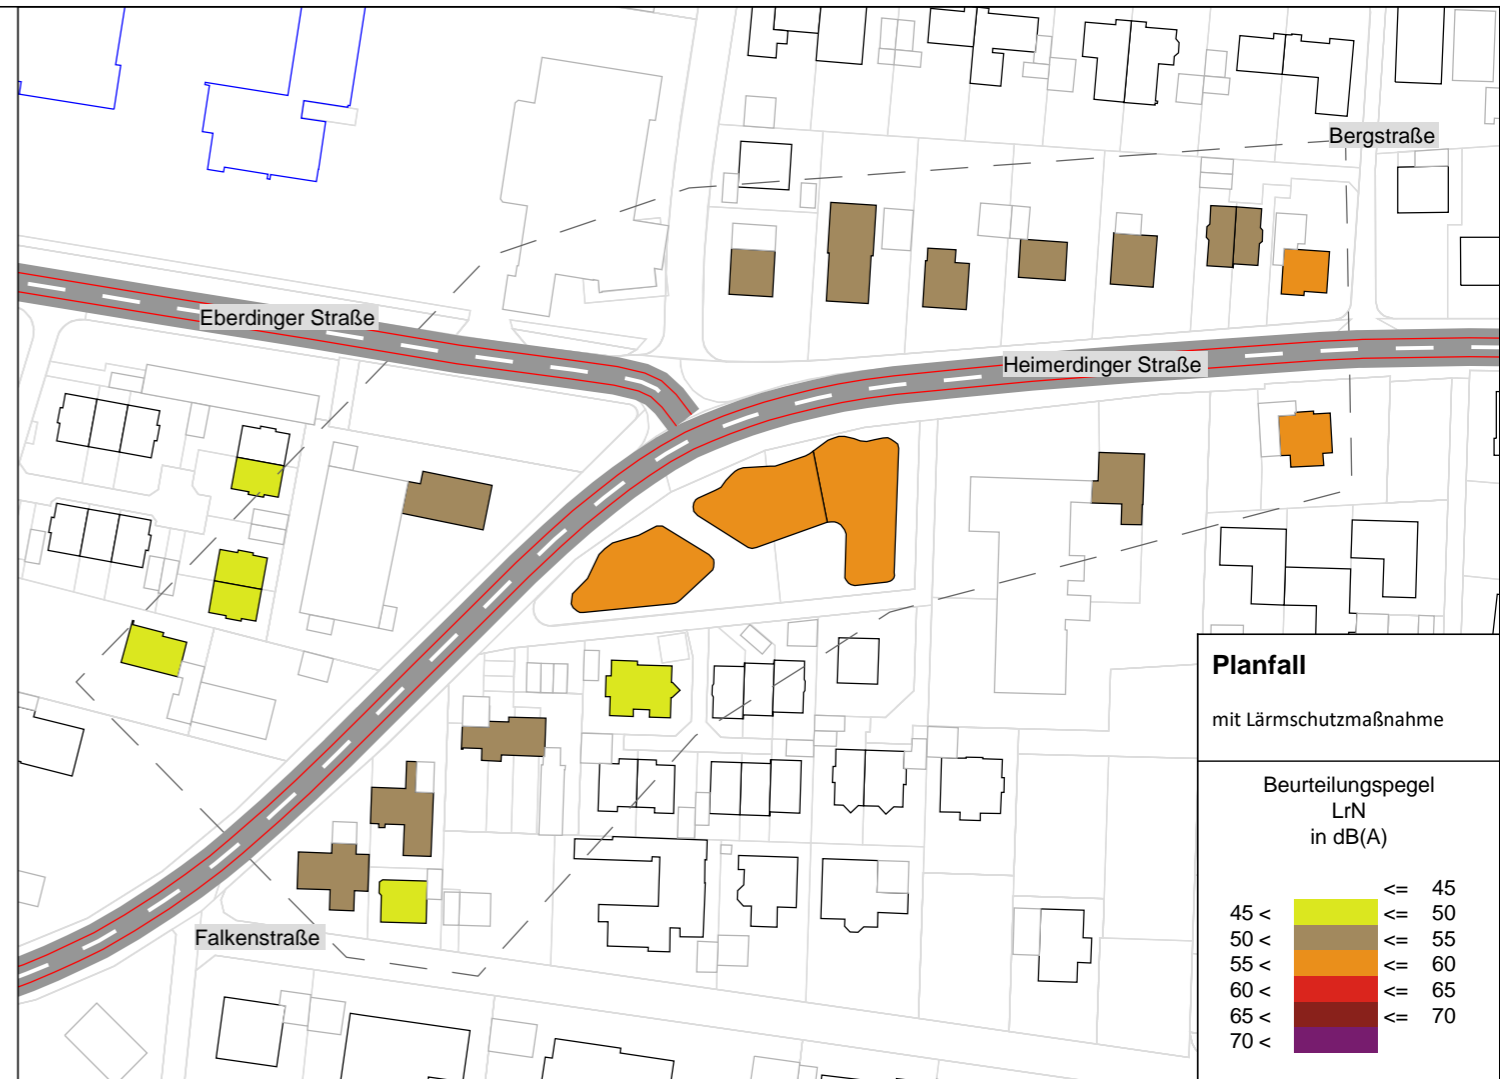 Bergstraße
Eberdinger Straße
Heimerdinger Straße
Falkenstraße
Planfall
mit Lärmschutzmaßnahme
Beurteilungspegel
LrN
in dB(A)
<= 45
45 < <= 50
50 < <= 55
55 < <= 60
60 < <= 65
65 < <= 70
70 <